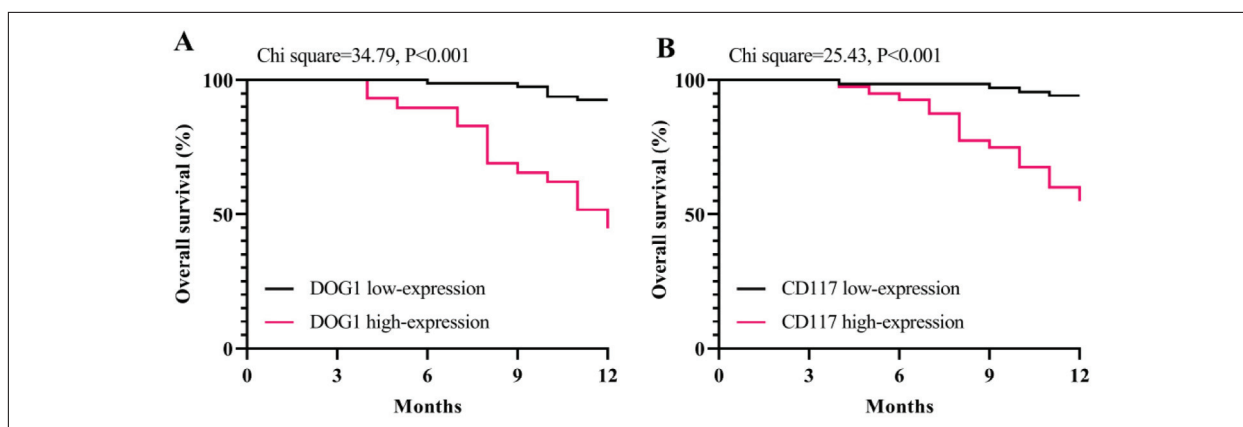 A
Chi square=34.79, P<0.001
100
50
0
Overall survival (%)
DOG1 low-expression
DOG1 high-expression
0 3 6 9 12
Months
B
Chi square=25.43, P<0.001
100
50
0
Overall survival (%)
CD117 low-expression
CD117 high-expression
0 3 6 9 12
Months